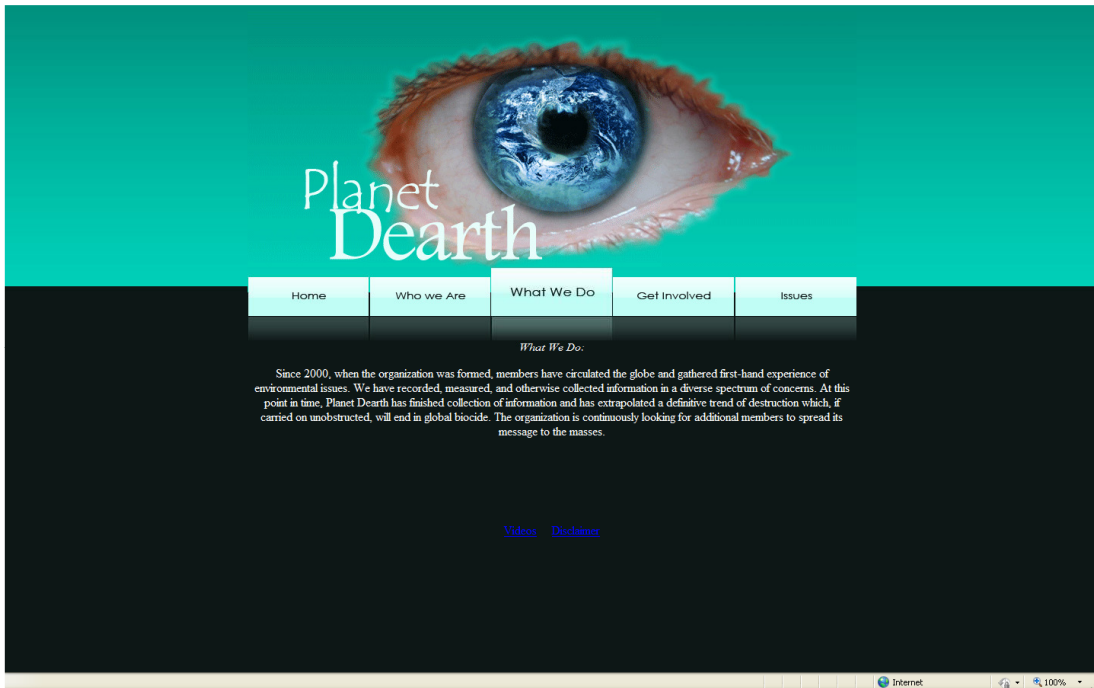 Planet
Dearth
Home Who we Are What We Do Get Involved Issues
What We Do:
Since 2000, when the organization was formed, members have circulated the globe and gathered first-hand experience of
environmental issues. We have recorded, measured, and otherwise collected information in a diverse spectrum of concerns. At this
point in time, Planet Dearth has finished collection of information and has extrapolated a definitive trend of destruction which, if
carried on unobstructed, will end in global biocide. The organization is continuously looking for additional members to spread its
message to the masses.
Videos Disclaimer
Internet 100%